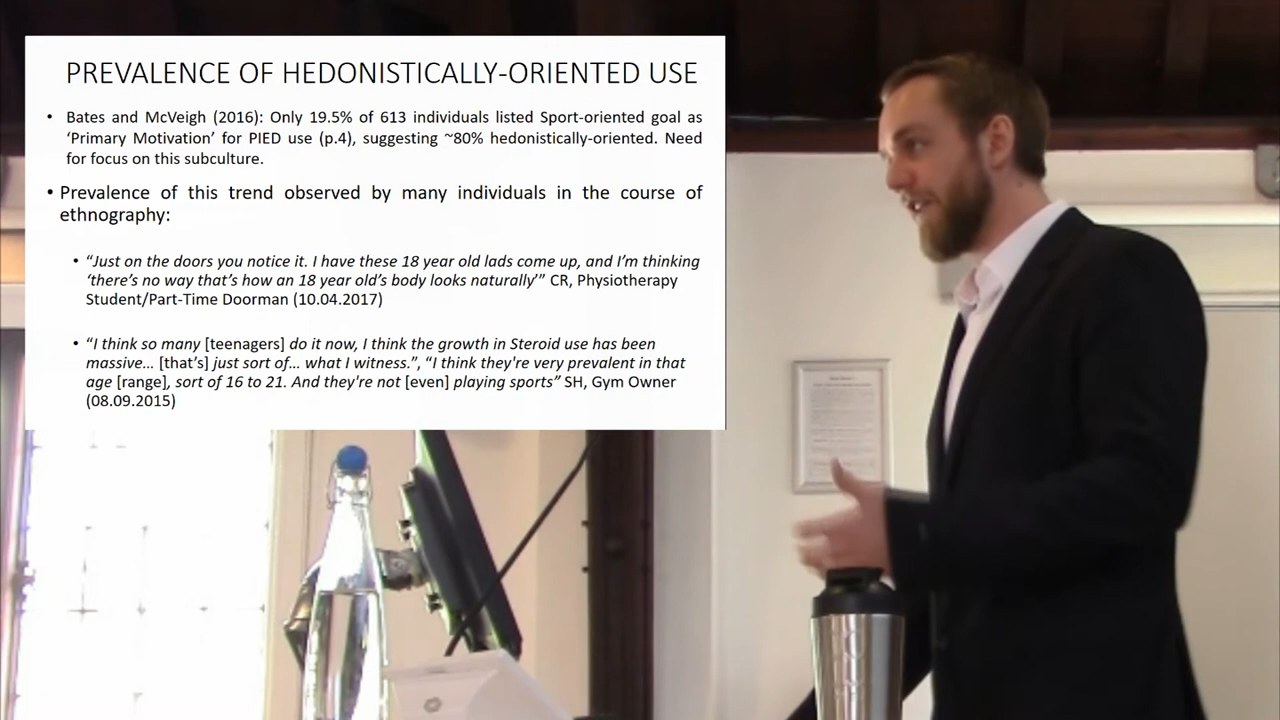 PREVALENCE OF HEDONISTICALLY-ORIENTED USE
• Bates and McVeigh (2016): Only 19.5% of 613 individuals listed Sport-oriented goal as
‘Primary Motivation’ for PIED use (p.4), suggesting ~80% hedonistically-oriented. Need
for focus on this subculture.
• Prevalence of this trend observed by many individuals in the course of
ethnography:
• “Just on the doors you notice it. I have these 18 year old lads come up, and I’m thinking
‘there’s no way that’s how an 18 year old’s body looks naturally’” CR, Physiotherapy
Student/Part-Time Doorman (10.04.2017)
• “I think so many [teenagers] do it now, I think the growth in Steroid use has been
massive… [that’s] just sort of… what I witness.”, “I think they're very prevalent in that
age [range], sort of 16 to 21. And they're not [even] playing sports” SH, Gym Owner
(08.09.2015)